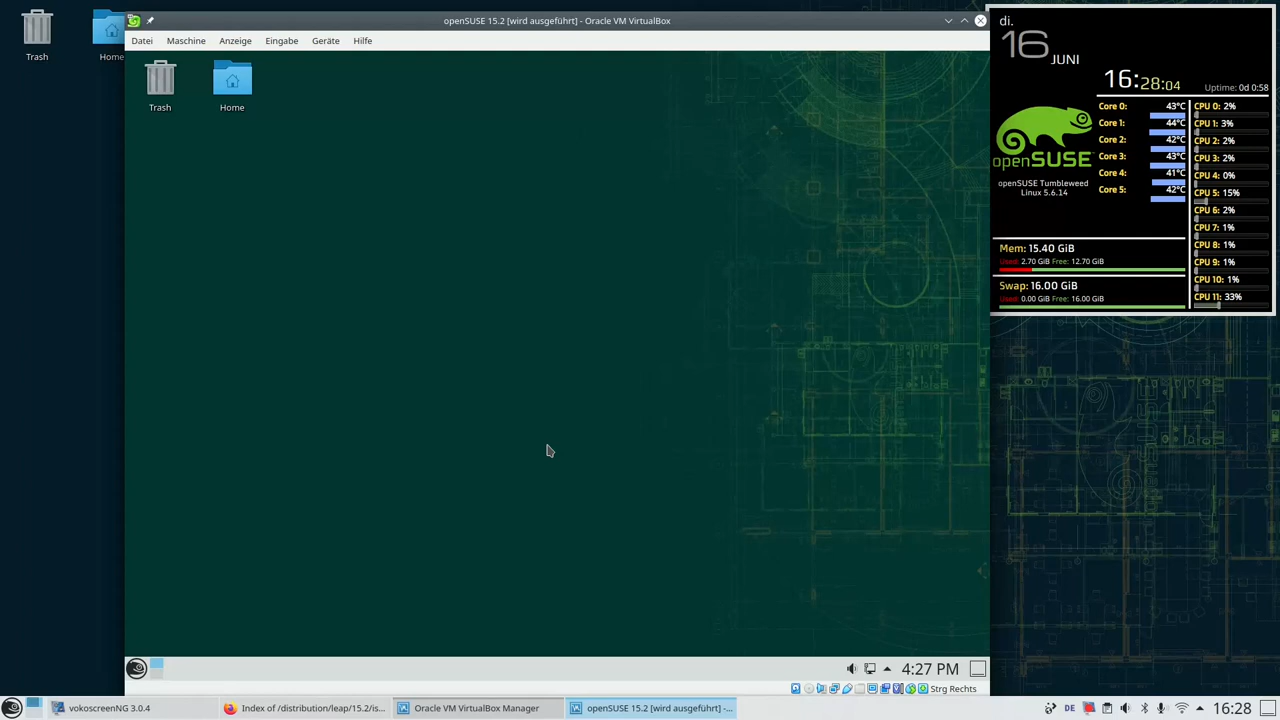 Trash
Home
openSUSE 15.2 [wird ausgeführt] - Oracle VM VirtualBox
Datei Maschine Anzeige Eingabe Geräte Hilfe
Trash Home
4:27 PM
Strg Rechts
di.
16 JUNI
16:28:04
Uptime: 0d 0:58
openSUSE
openSUSE Tumbleweed
Linux 5.6.14
Core 0: 43°C
Core 1: 44°C
Core 2: 42°C
Core 3: 43°C
Core 4: 41°C
Core 5: 42°C
CPU 0: 2%
CPU 1: 3%
CPU 2: 2%
CPU 3: 2%
CPU 4: 0%
CPU 5: 15%
CPU 6: 2%
CPU 7: 1%
CPU 8: 1%
CPU 9: 1%
CPU 10: 1%
CPU 11: 33%
Mem: 15.40 GiB
Used: 2.70 GiB Free: 12.70 GiB
Swap: 16.00 GiB
Used: 0.00 GiB Free: 16.00 GiB
vokoscreenNG 3.0.4
Index of /distribution/leap/15.2/is...
Oracle VM VirtualBox Manager
openSUSE 15.2 [wird ausgeführt] -...
DE
16:28